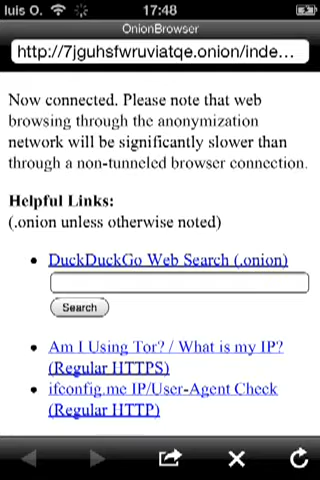 luis O.
17:48
OnionBrowser
http://7jguhsfwruviatqe.onion/inde...
Now connected. Please note that web
browsing through the anonymization
network will be significantly slower than
through a non-tunneled browser connection.
Helpful Links:
(.onion unless otherwise noted)
DuckDuckGo Web Search (.onion)
Search
Am I Using Tor? / What is my IP?
(Regular HTTPS)
ifconfig.me IP/User-Agent Check
(Regular HTTP)